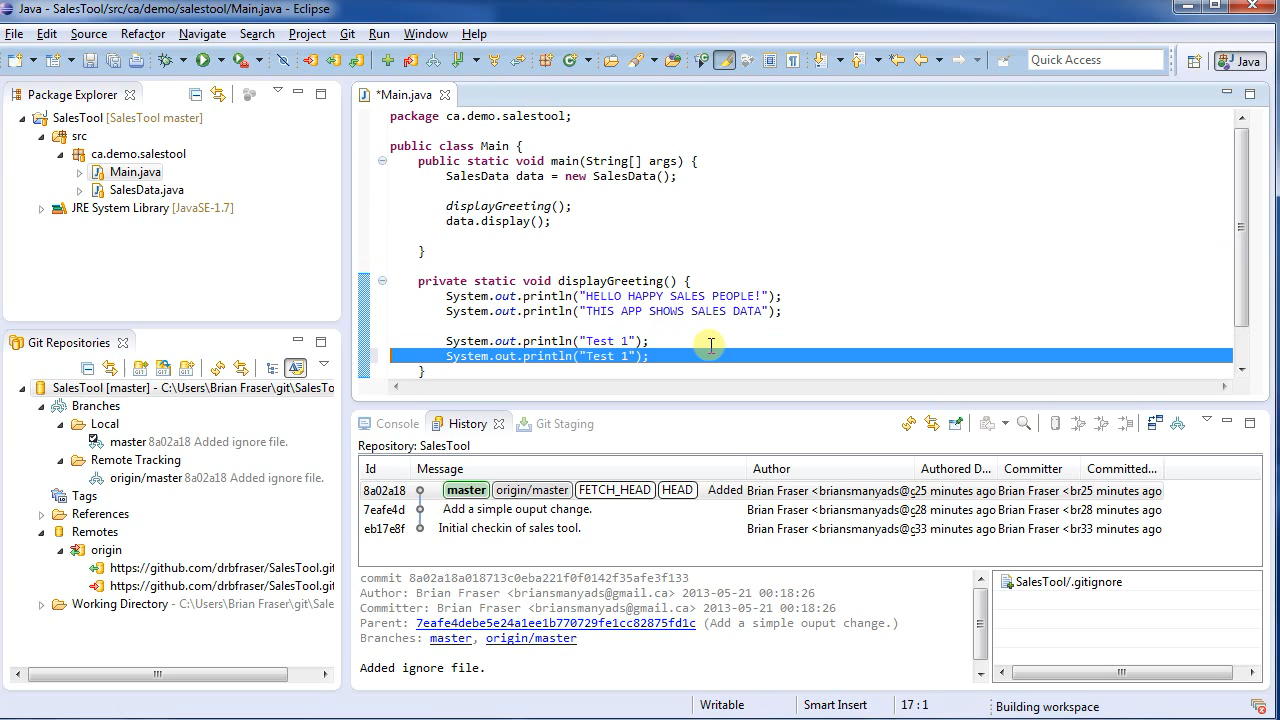 Java - SalesTool/src/ca/demo/salestool/Main.java - Eclipse
File Edit Source Refactor Navigate Search Project Git Run Window Help
Quick Access
Java
Package Explorer
SalesTool [SalesTool master]
src
ca.demo.salestool
Main.java
SalesData.java
JRE System Library [JavaSE-1.7]
Git Repositories
SalesTool [master] - C:\Users\Brian Fraser\git\SalesTo
Branches
Local
master 8a02a18 Added ignore file.
Remote Tracking
origin/master 8a02a18 Added ignore file.
Tags
References
Remotes
origin
https://github.com/drbfraser/SalesTool.git
https://github.com/drbfraser/SalesTool.git
Working Directory - C:\Users\Brian Fraser\git\Sale
*Main.java
package ca.demo.salestool;
public class Main {
public static void main(String[] args) {
SalesData data = new SalesData();
displayGreeting();
data.display();
}
private static void displayGreeting() {
System.out.println("HELLO HAPPY SALES PEOPLE!");
System.out.println("THIS APP SHOWS SALES DATA");
System.out.println("Test 1");
System.out.println("Test 1");
}
Console History Git Staging
Repository: SalesTool
Id Message Author Authored D... Committer Committed...
8a02a18 master origin/master FETCH_HEAD HEAD Added Brian Fraser <briansmanyads@g 25 minutes ago Brian Fraser <br 25 minutes ago
7eafe4d Add a simple ouput change. Brian Fraser <briansmanyads@g 28 minutes ago Brian Fraser <br 28 minutes ago
eb17e8f Initial checkin of sales tool. Brian Fraser <briansmanyads@g 33 minutes ago Brian Fraser <br 33 minutes ago
commit 8a02a18a018713c0eba221f0f0142f35afe3f133
Author: Brian Fraser <briansmanyads@gmail.ca> 2013-05-21 00:18:26
Committer: Brian Fraser <briansmanyads@gmail.ca> 2013-05-21 00:18:26
Parent: 7eafe4debe5e24a1ee1b770729fe1cc82875fd1c (Add a simple ouput change.)
Branches: master, origin/master
Added ignore file.
SalesTool/.gitignore
Writable Smart Insert 17 : 1 Building workspace